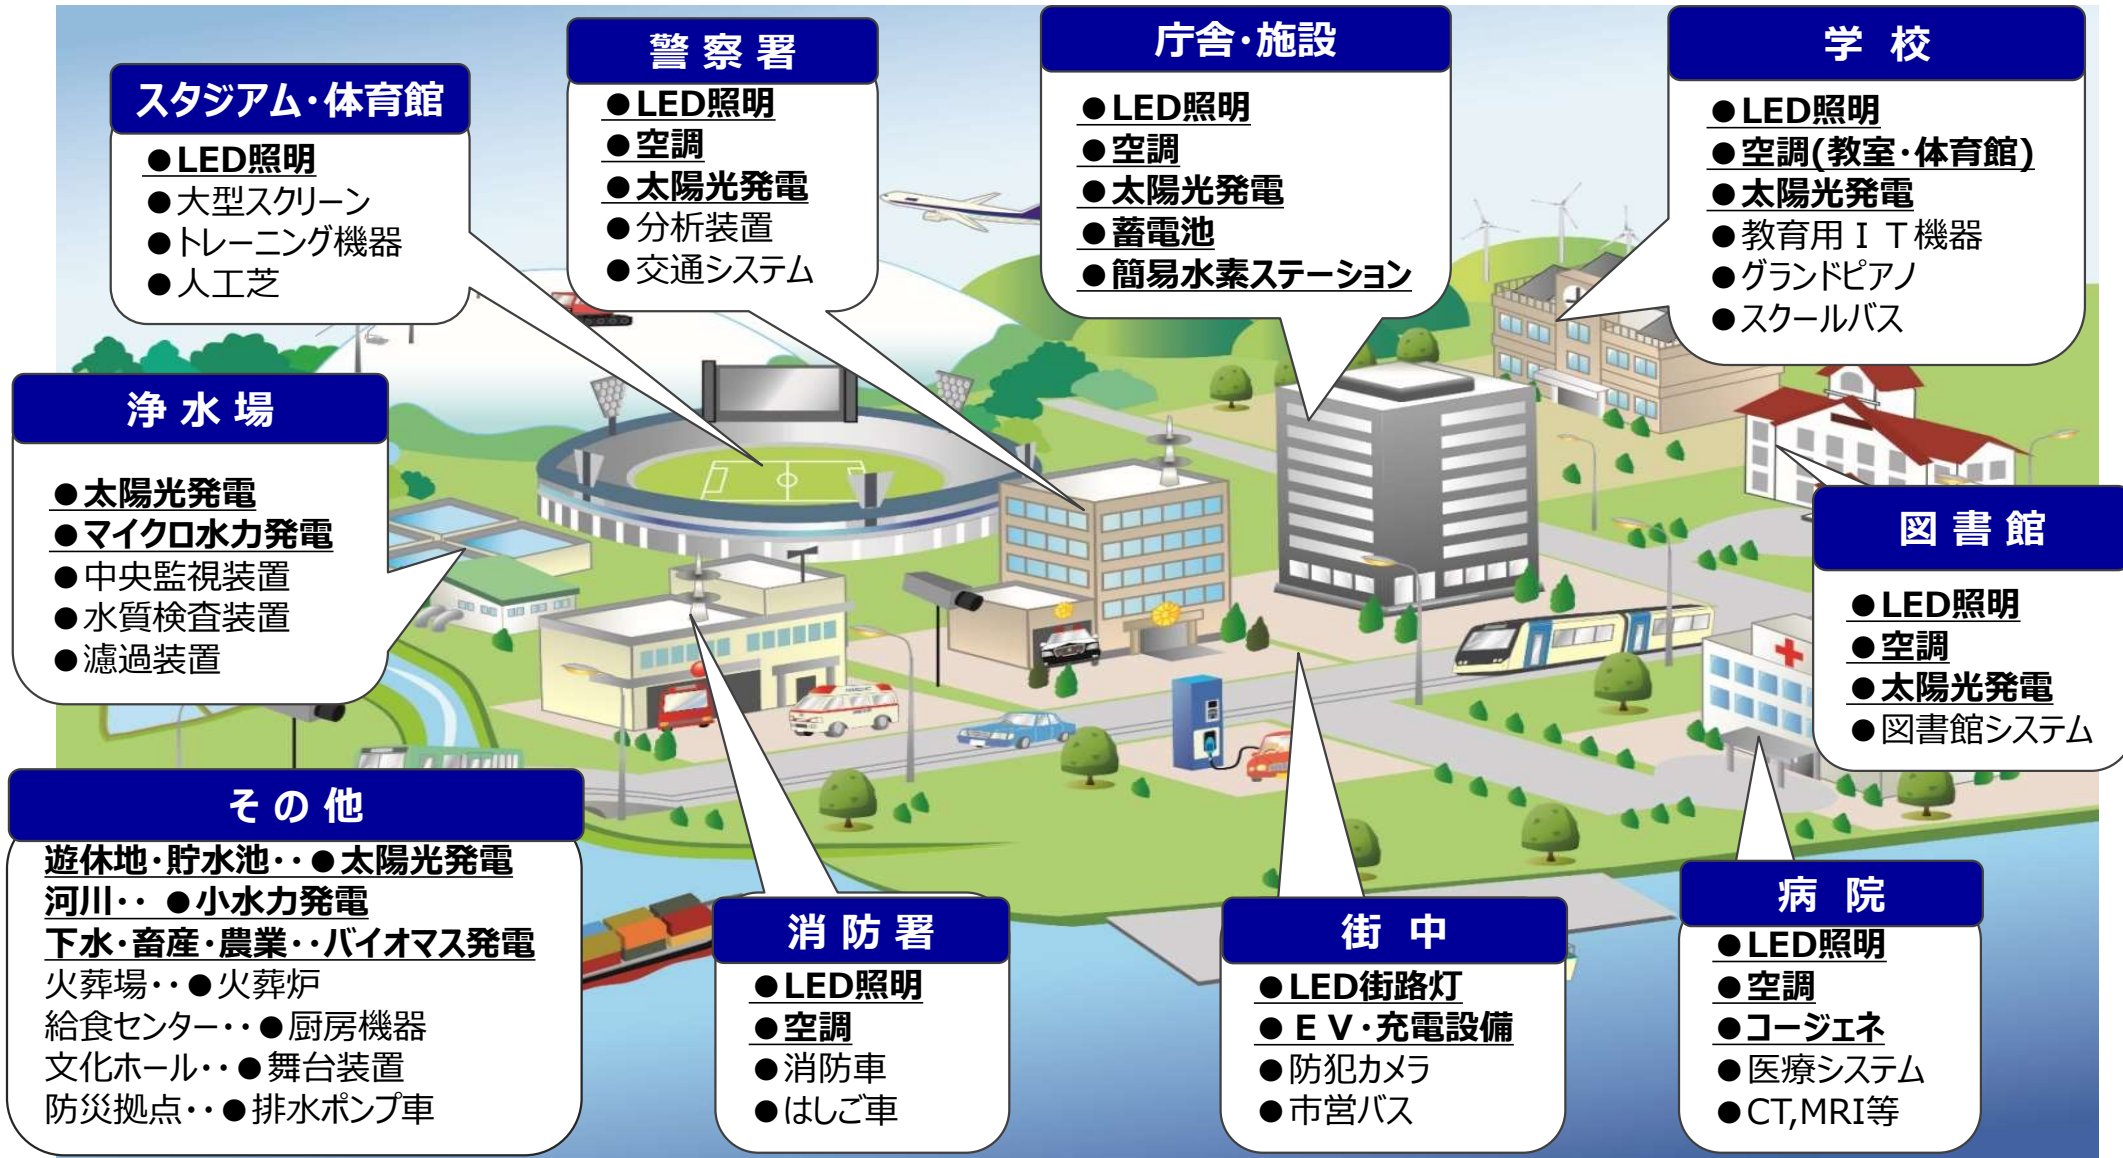 スタジアム・体育館
●LED照明
●大型スクリーン
●トレーニング機器
●人工芝
警察署
●LED照明
●空調
●太陽光発電
●分析装置
●交通システム
庁舎・施設
●LED照明
●空調
●太陽光発電
●蓄電池
●簡易水素ステーション
学校
●LED照明
●空調(教室・体育館)
●太陽光発電
●教育用ＩＴ機器
●グランドピアノ
●スクールバス
浄水場
●太陽光発電
●マイクロ水力発電
●中央監視装置
●水質検査装置
●濾過装置
図書館
●LED照明
●空調
●太陽光発電
●図書館システム
その他
遊休地・貯水池・・●太陽光発電
河川・・ ●小水力発電
下水・畜産・農業・・バイオマス発電
火葬場・・●火葬炉
給食センター・・●厨房機器
文化ホール・・●舞台装置
防災拠点・・●排水ポンプ車
消防署
●LED照明
●空調
●消防車
●はしご車
街中
●LED街路灯
●ＥＶ・充電設備
●防犯カメラ
●市営バス
病院
●LED照明
●空調
●コージェネ
●医療システム
●CT,MRI等